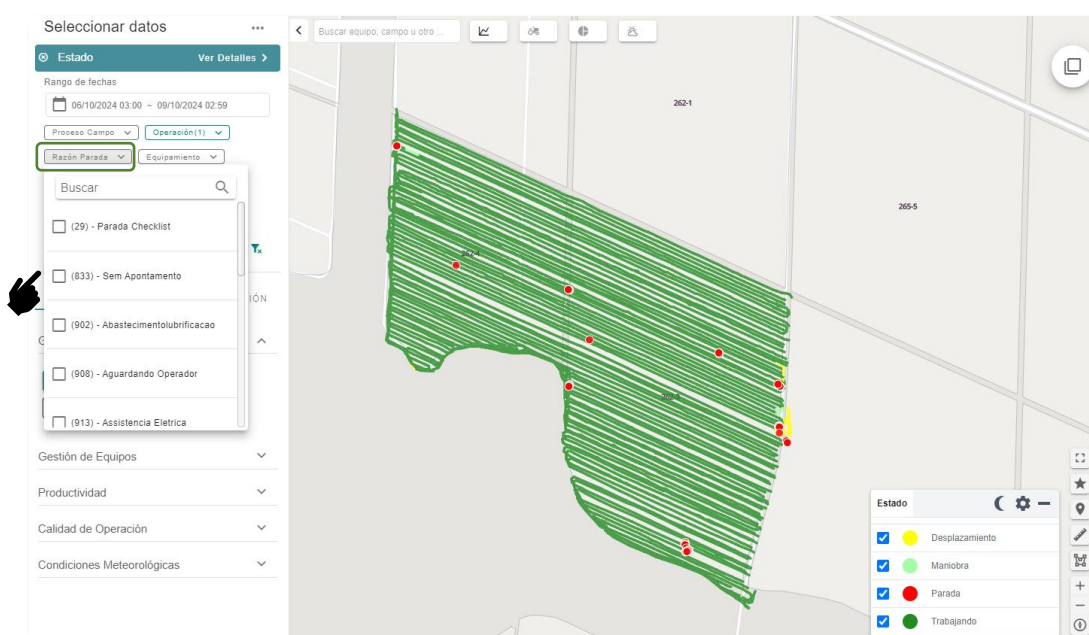 Seleccionar datos
Estado Ver Detalles
Rango de fechas
06/10/2024 03:00 ~ 09/10/2024 02:59
Proceso Campo Operación(1)
Razón Parada Equipamiento
Buscar
(29) - Parada Checklist
(833) - Sem Apontamento
(902) - Abastecimentolubrificacao
(908) - Aguardando Operador
(913) - Assistencia Eletrica
Gestión de Equipos
Productividad
Calidad de Operación
Condiciones Meteorológicas
Buscar equipo, campo u otro ...
262-1
265-5
262-4
Estado
Desplazamiento
Maniobra
Parada
Trabajando